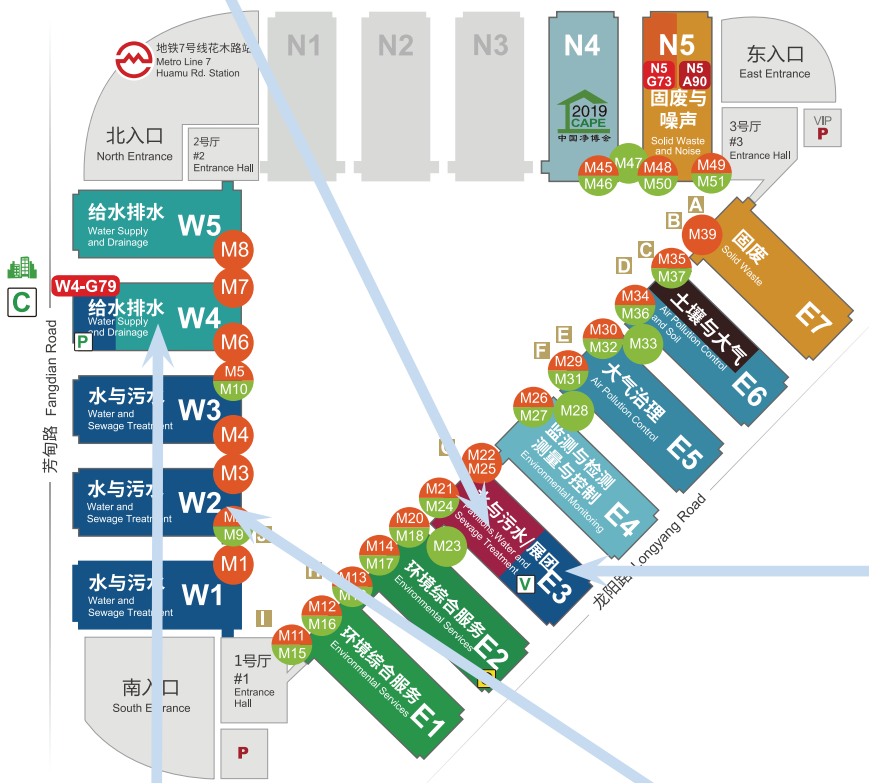 地铁7号线花木路站
Metro Line 7
Huamu Rd. Station
北入口
North Entrance
2号厅
#2
Entrance Hall
N1
N2
N3
N4
2019
CAPE
中国净博会
N5
N5
G73
N5
A90
固废与
噪声
Solid Waste
and Noise
东入口
East Entrance
3号厅
#3
Entrance Hall
VIP
P
M45
M46
M47
M48
M50
M49
M51
给水排水
Water Supply
and Drainage
W5
M8
C
W4-G79
给水排水
Water Supply
and Drainage
P
W4
M7
M6
水与污水
Water and
Sewage Treatment
W3
M5
M10
M4
水与污水
Water and
Sewage Treatment
W2
M3
M9
水与污水
Water and
Sewage Treatment
W1
M1
芳甸路 Fangdian Road
南入口
South Entrance
1号厅
#1
Entrance
Hall
P
A
B
M39
固废
Solid Waste
E7
C
D
M35
M37
土壤与大气
Air Pollution Control
and Soil
E6
M34
M36
M33
E
F
M30
M32
大气治理
Air Pollution Control
E5
M29
M31
M28
M26
M27
监测与检测
测量与控制
Environmental Monitoring
E4
M22
M25
水与污水/展团
Pavilions,Water and
Sewage Treatment
V
E3
M21
M24
M23
M20
M18
环境综合服务
Environmental Services
E2
M14
M17
M13
M12
M16
I
M11
M15
环境综合服务
Environmental Services
E1
Longyang Road